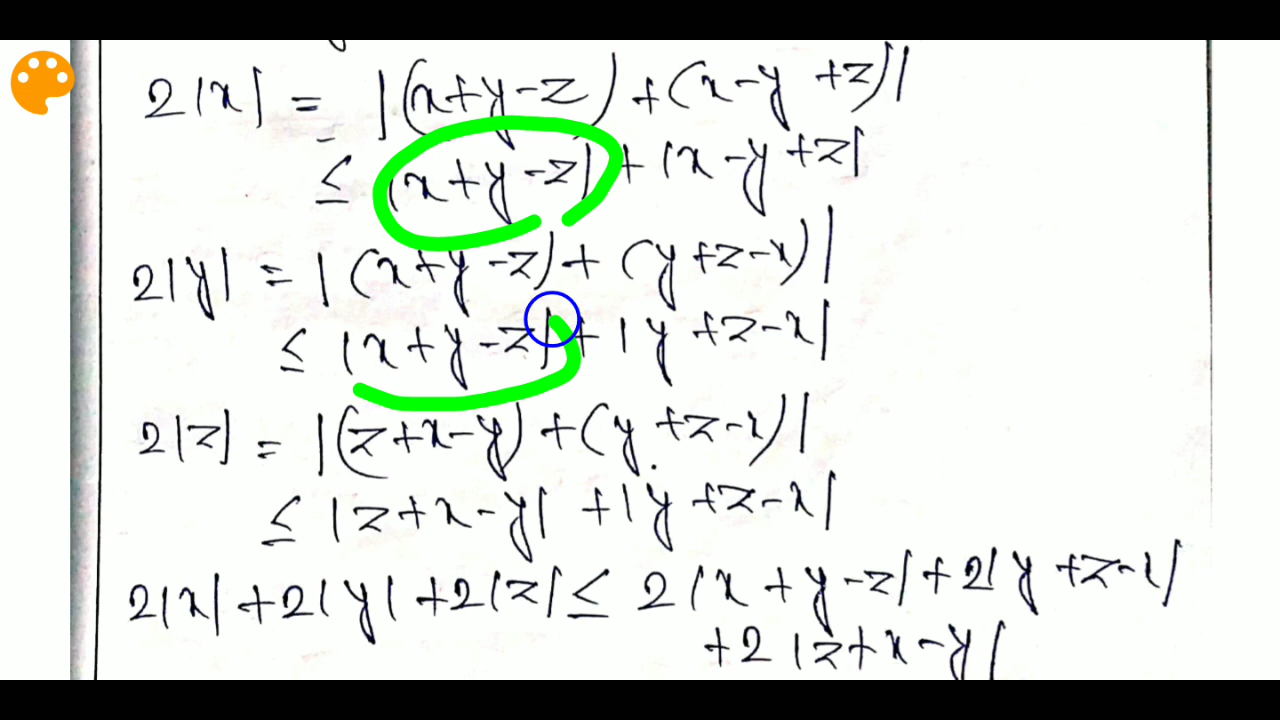 2|x| = |(x+y-z) + (x-y+z)|
≤ |x+y-z| + |x-y+z|
2|y| = |(x+y-z) + (y+z-x)|
≤ |x+y-z| + |y+z-x|
2|z| = |(z+x-y) + (y+z-x)|
≤ |z+x-y| + |y+z-x|
2|x| + 2|y| + 2|z| ≤ 2|x+y-z| + 2|y+z-x|
+2|z+x-y|